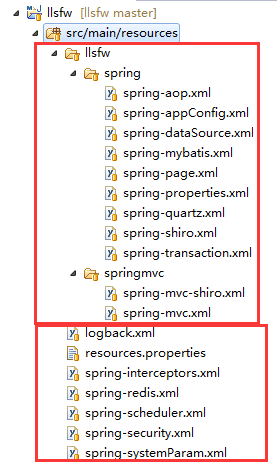 llsfw [llsfw master]
src/main/resources
llsfw
spring
spring-aop.xml
spring-appConfig.xml
spring-dataSource.xml
spring-mybatis.xml
spring-page.xml
spring-properties.xml
spring-quartz.xml
spring-shiro.xml
spring-transaction.xml
springmvc
spring-mvc-shiro.xml
spring-mvc.xml
logback.xml
resources.properties
spring-interceptors.xml
spring-redis.xml
spring-scheduler.xml
spring-security.xml
spring-systemParam.xml